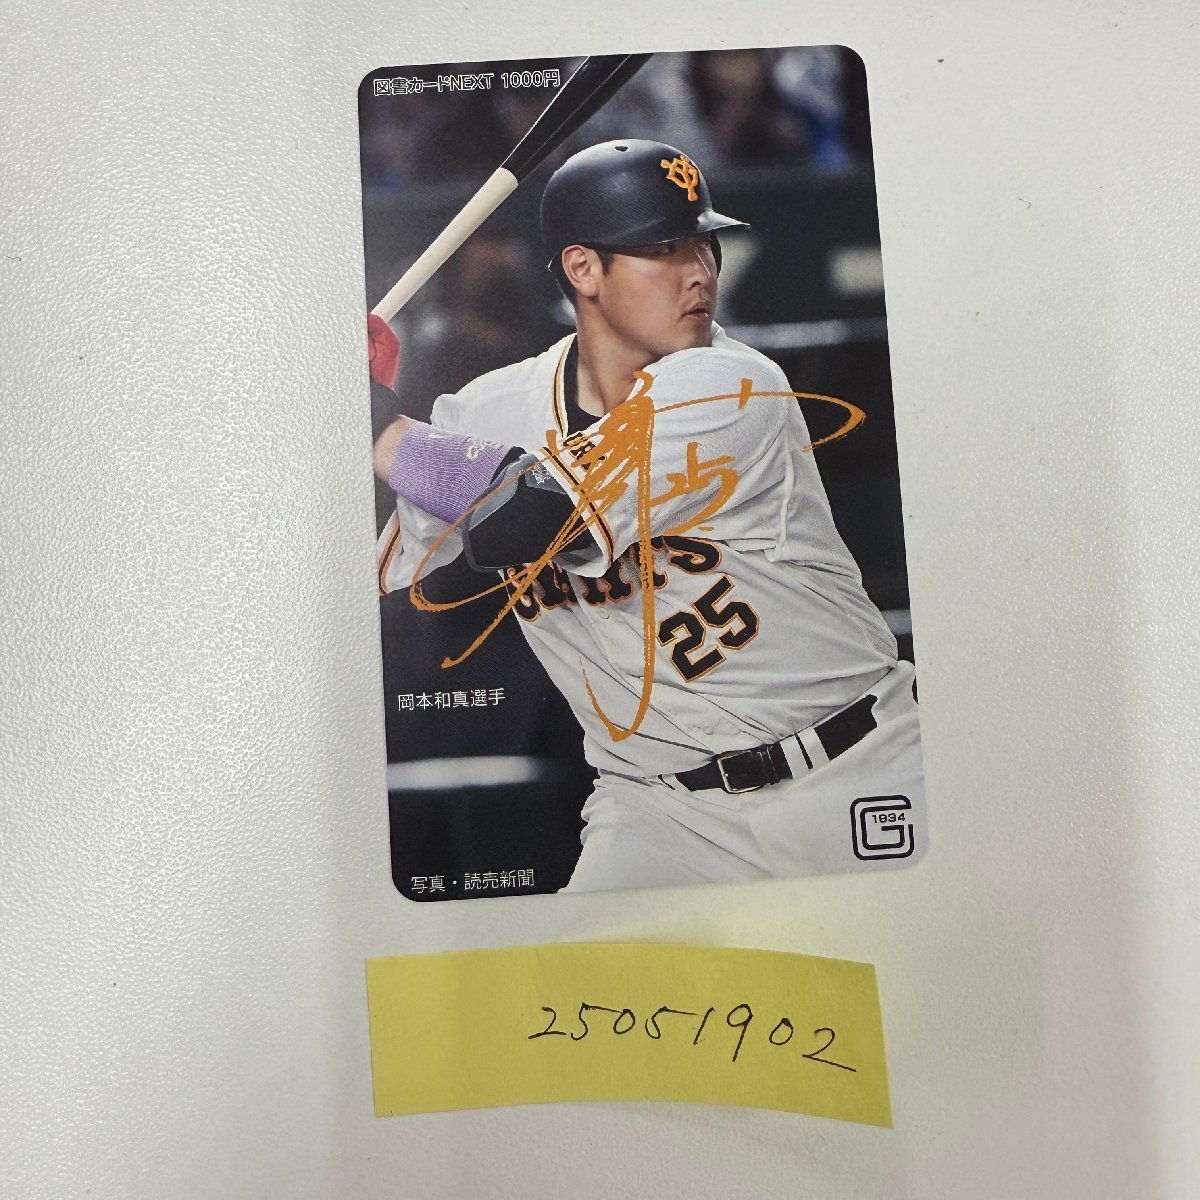 図書カードNEXT 1000円
GIANTS
25
岡本和真選手
1934
G
写真・読売新聞
25051902